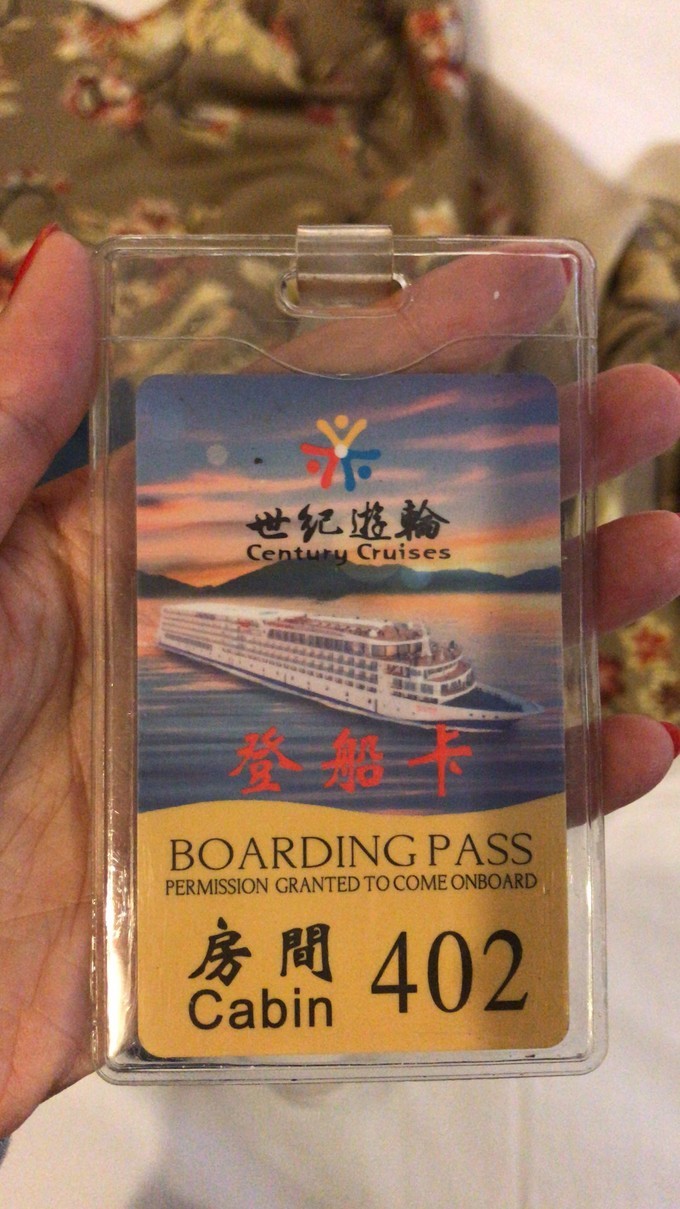 世纪遊輪
Century Cruises
登船卡
BOARDING PASS
PERMISSION GRANTED TO COME ONBOARD
房間 402
Cabin